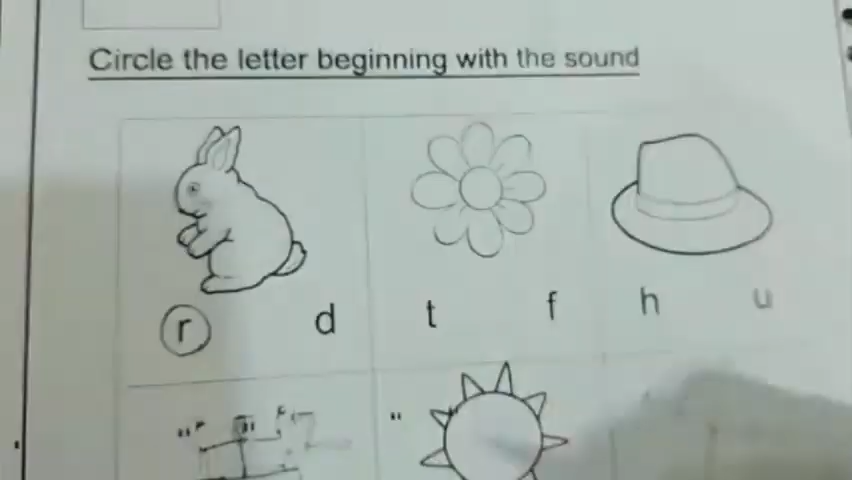 Circle the letter beginning with the sound
r d t f h u